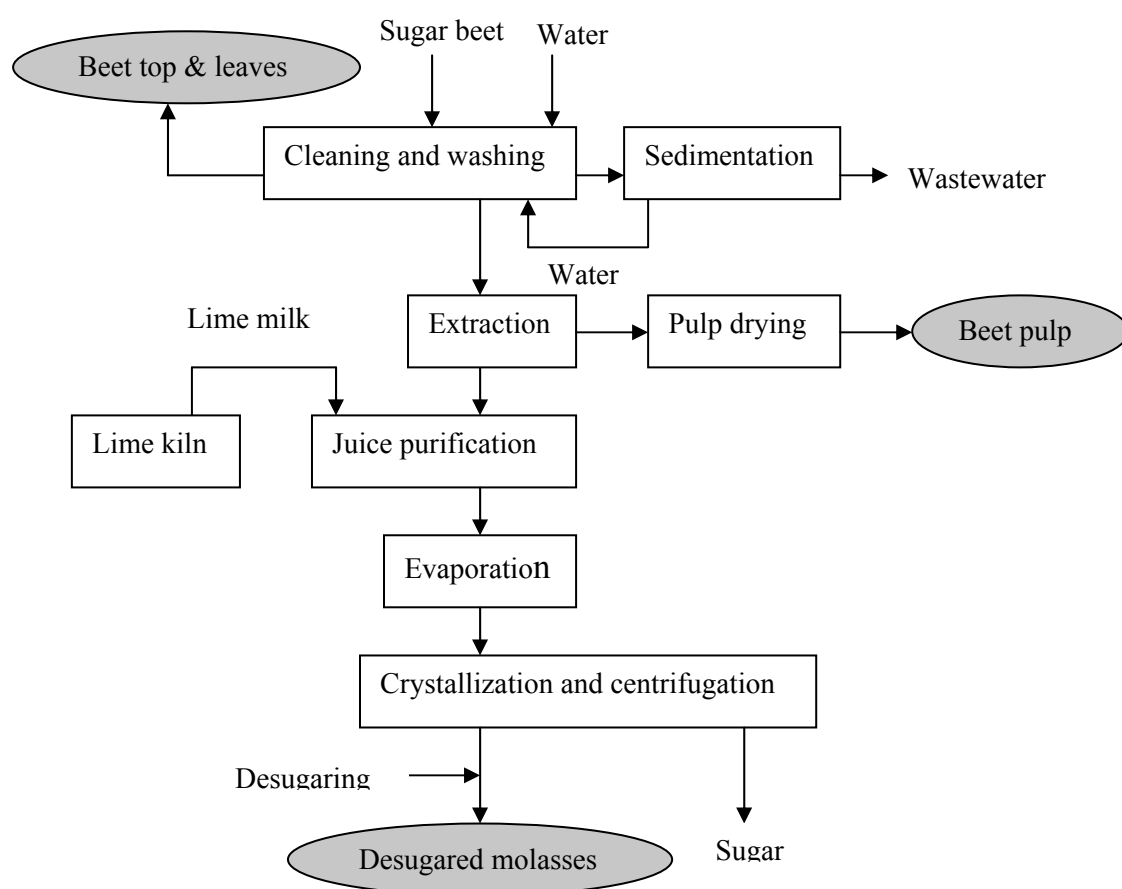 Sugar beet
Water
Beet top & leaves
Cleaning and washing
Sedimentation
Wastewater
Water
Lime milk
Extraction
Pulp drying
Beet pulp
Lime kiln
Juice purification
Evaporation
Crystallization and centrifugation
Desugaring
Desugared molasses
Sugar